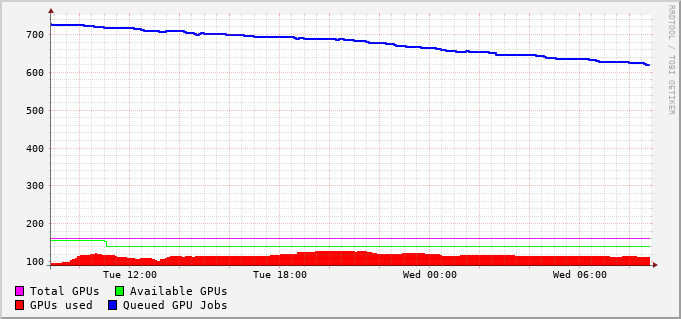 RRDTOOL / TOBI OETIKER
700
600
500
400
300
200
100
Tue 12:00 Tue 18:00 Wed 00:00 Wed 06:00
Total GPUs Available GPUs
GPUs used Queued GPU Jobs